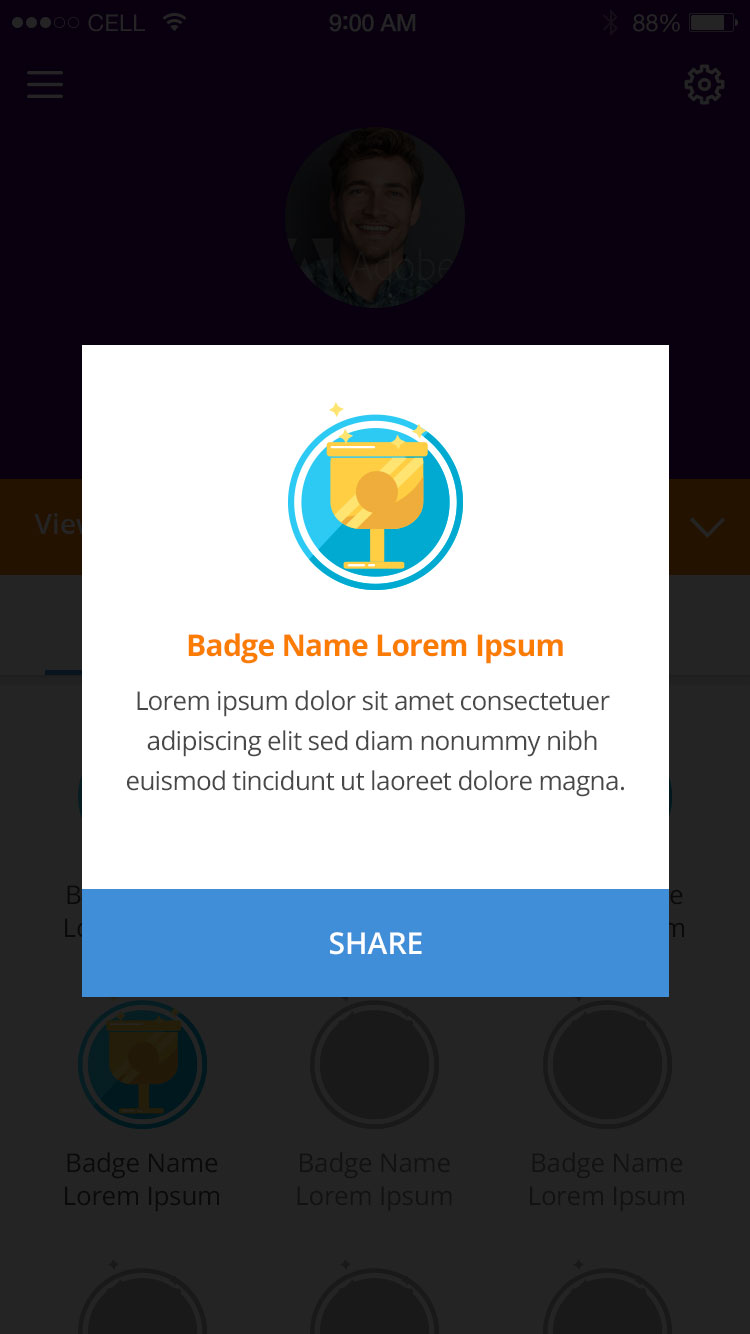 CELL 9:00 AM 88%
Adobe
View
Badge Name Lorem Ipsum
Lorem ipsum dolor sit amet consectetuer
adipiscing elit sed diam nonummy nibh
euismod tincidunt ut laoreet dolore magna.
SHARE
Badge Name
Lorem Ipsum
Badge Name
Lorem Ipsum
Badge Name
Lorem Ipsum